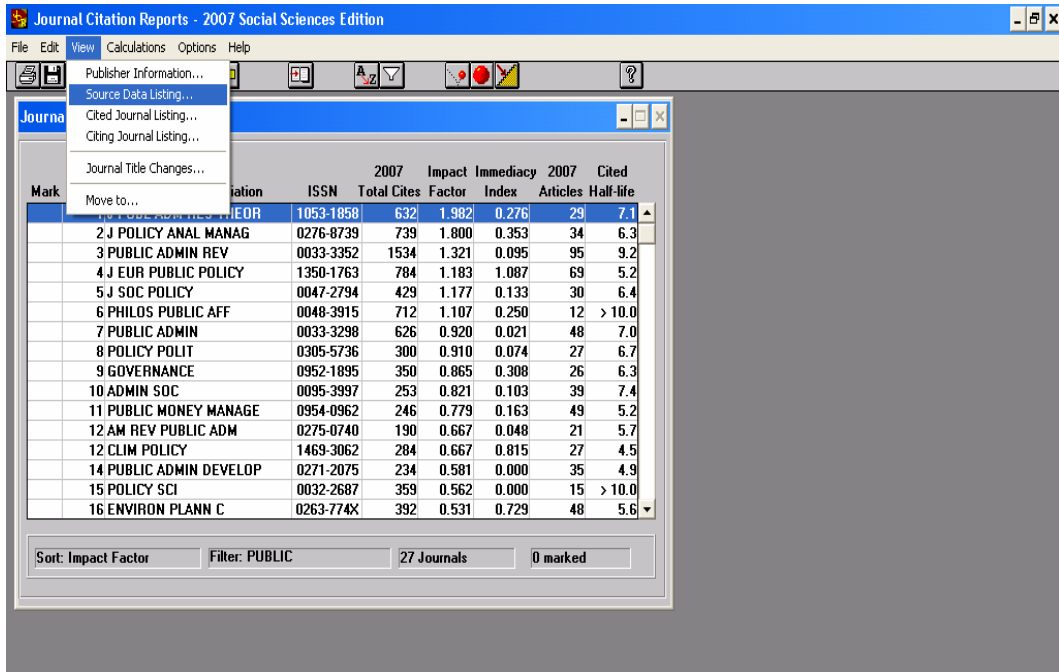 Journal Citation Reports - 2007 Social Sciences Edition
File Edit View Calculations Options Help
Publisher Information...
Source Data Listing...
Cited Journal Listing...
Citing Journal Listing...
Journal Title Changes...
Move to...
2007 Impact Immediacy 2007 Cited
Mark ISSN Total Cites Factor Index Articles Half-life
1 1053-1858 632 1.982 0.276 29 7.1
2 J POLICY ANAL MANAG 0276-8739 739 1.800 0.353 34 6.3
3 PUBLIC ADMIN REV 0033-3352 1534 1.321 0.095 95 9.2
4 J EUR PUBLIC POLICY 1350-1763 784 1.183 1.087 69 5.2
5 J SOC POLICY 0047-2794 429 1.177 0.133 30 6.4
6 PHILOS PUBLIC AFF 0048-3915 712 1.107 0.250 12 > 10.0
7 PUBLIC ADMIN 0033-3298 626 0.920 0.021 48 7.0
8 POLICY POLIT 0305-5736 300 0.910 0.074 27 6.7
9 GOVERNANCE 0952-1895 350 0.865 0.308 26 6.3
10 ADMIN SOC 0095-3997 253 0.821 0.103 39 7.4
11 PUBLIC MONEY MANAGE 0954-0962 246 0.779 0.163 49 5.2
12 AM REV PUBLIC ADM 0275-0740 190 0.667 0.048 21 5.7
12 CLIM POLICY 1469-3062 284 0.667 0.815 27 4.5
14 PUBLIC ADMIN DEVELOP 0271-2075 234 0.581 0.000 35 4.9
15 POLICY SCI 0032-2687 359 0.562 0.000 15 > 10.0
16 ENVIRON PLANN C 0263-774X 392 0.531 0.729 48 5.6
Sort: Impact Factor Filter: PUBLIC 27 Journals 0 marked